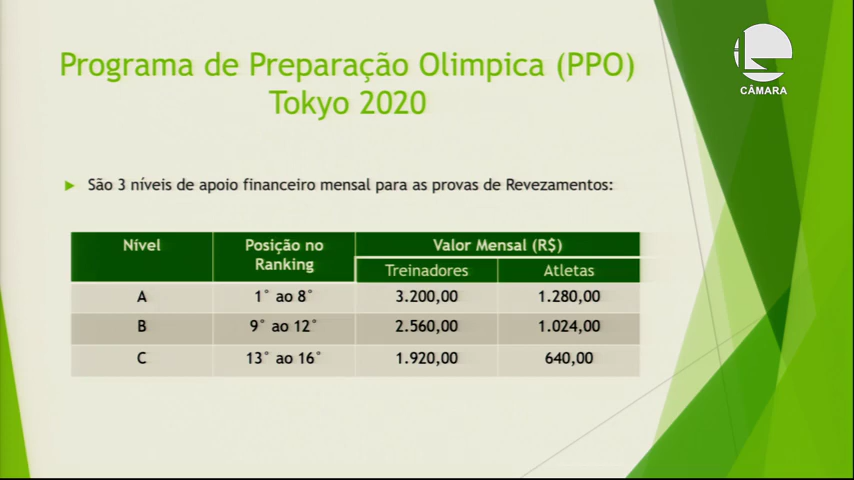 Programa de Preparação Olimpica (PPO)
Tokyo 2020
CÂMARA
São 3 níveis de apoio financeiro mensal para as provas de Revezamentos:
Nível
Posição no
Ranking
Valor Mensal (R$)
Treinadores Atletas
A 1° ao 8° 3.200,00 1.280,00
B 9° ao 12° 2.560,00 1.024,00
C 13° ao 16° 1.920,00 640,00